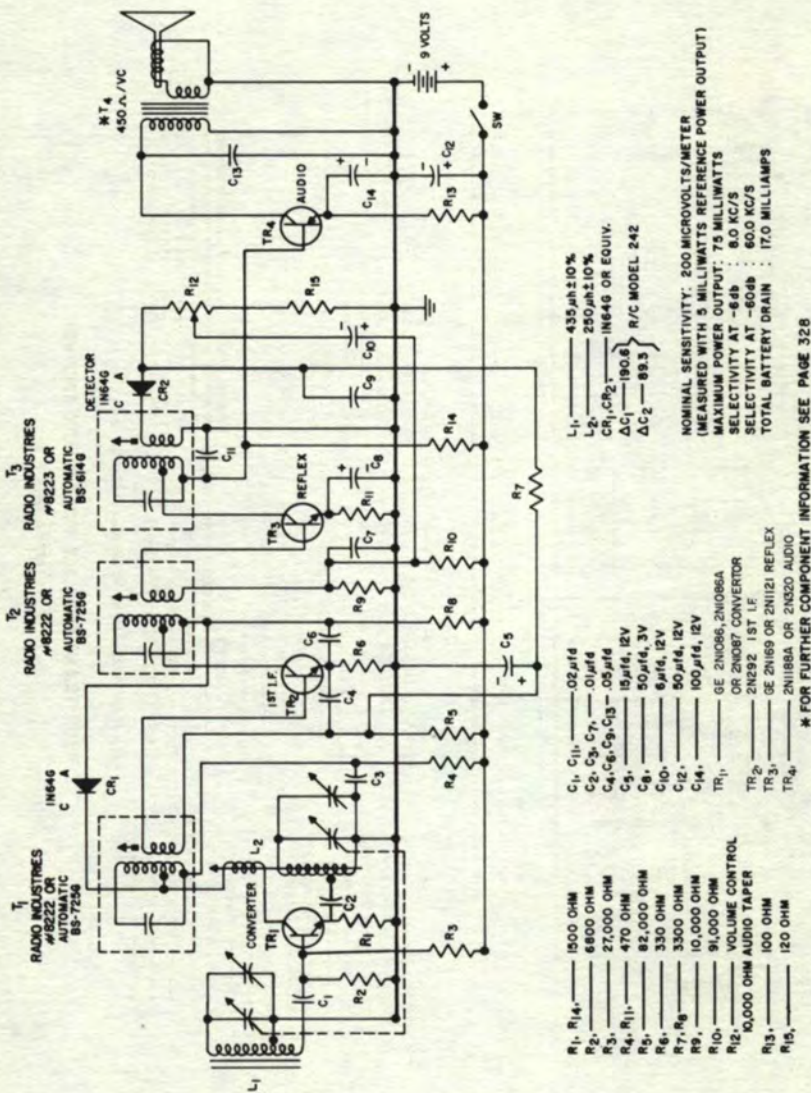 T1
RADIO INDUSTRIES
#8222 OR
AUTOMATIC
BS-725G
1N64G
C A
CR1
T2
RADIO INDUSTRIES
#8222 OR
AUTOMATIC
BS-725G
T3
RADIO INDUSTRIES
#8223 OR
AUTOMATIC
BS-614G
DETECTOR
1N64G
C A
CR2
*T4
450 Ω/VC
L1
CONVERTER
L2
TR1
C1
R2
R1
C2
R3
C3
R4
R5
1ST I.F.
TR2
C4
R6
C6
R8
C5
R9
C7
R10
REFLEX
TR3
R11
C8
C11
R14
C9
C10
R12
R15
R7
AUDIO
TR4
C13
C14
C12
R13
9 VOLTS
SW
R1, R14, 1500 OHM
R2, 6800 OHM
R3, 27,000 OHM
R4, R11, 470 OHM
R5, 82,000 OHM
R6, 330 OHM
R7, R8 3300 OHM
R9, 10,000 OHM
R10, 91,000 OHM
R12, VOLUME CONTROL
10,000 OHM AUDIO TAPER
R13, 100 OHM
R15, 120 OHM
C1, C11, .02 µfd
C2, C3, C7, .01 µfd
C4, C6, C9, C13 .05 µfd
C5, 15 µfd, 12V
C8, 50 µfd, 3V
C10, 6 µfd, 12V
C12, 50 µfd, 12V
C14, 100 µfd, 12V
TR1, GE 2N1086, 2N1086A
OR 2N1087 CONVERTOR
TR2, 2N292 1ST I.F.
TR3, GE 2N169 OR 2N1121 REFLEX
TR4, 2N1188A OR 2N320 AUDIO
L1, 435 µh ± 10%
L2, 250 µh ± 10%
CR1, CR2, 1N64G OR EQUIV.
ΔC1 190.6
ΔC2 89.3
R/C MODEL 242
NOMINAL SENSITIVITY: 200 MICROVOLTS/METER
(MEASURED WITH 5 MILLIWATTS REFERENCE POWER OUTPUT)
MAXIMUM POWER OUTPUT: 75 MILLIWATTS
SELECTIVITY AT -6db : 8.0 KC/S
SELECTIVITY AT -60db : 60.0 KC/S
TOTAL BATTERY DRAIN : 17.0 MILLIAMPS
* FOR FURTHER COMPONENT INFORMATION SEE PAGE 328